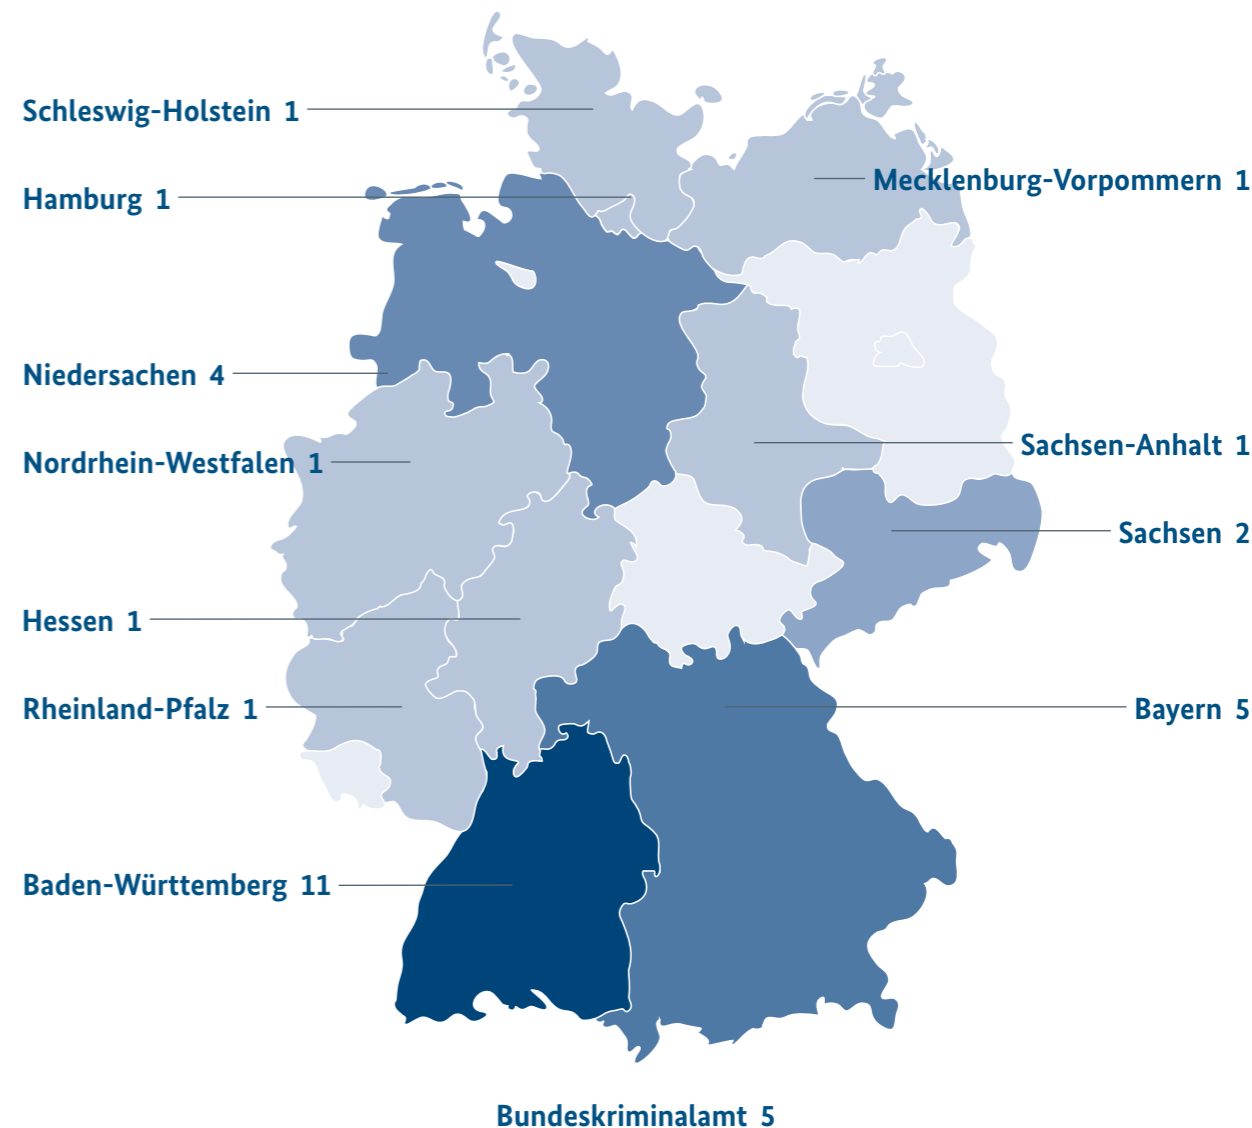 Schleswig-Holstein 1
Mecklenburg-Vorpommern 1
Hamburg 1
Niedersachen 4
Sachsen-Anhalt 1
Nordrhein-Westfalen 1
Sachsen 2
Hessen 1
Rheinland-Pfalz 1
Bayern 5
Baden-Württemberg 11
Bundeskriminalamt 5